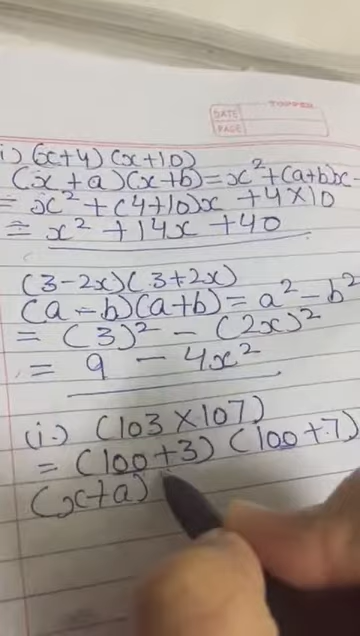 TOOPPER
DATE
PAGE
i) (x+4) (x+10)
(x+a)(x+b)=x²+(a+b)x-
= x²+(4+10)x +4×10
= x² +14x +40
(3-2x)(3+2x)
(a-b)(a+b)=a²-b²
= (3)² - (2x)²
= 9 - 4x²
(i.) (103×107)
= (100+3) (100+7)
(x+a)